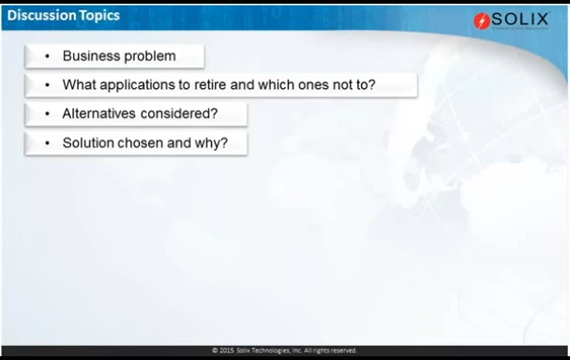 Discussion Topics
SOLIX
• Business problem
• What applications to retire and which ones not to?
• Alternatives considered?
• Solution chosen and why?
© 2015 Solix Technologies, Inc. All rights reserved.